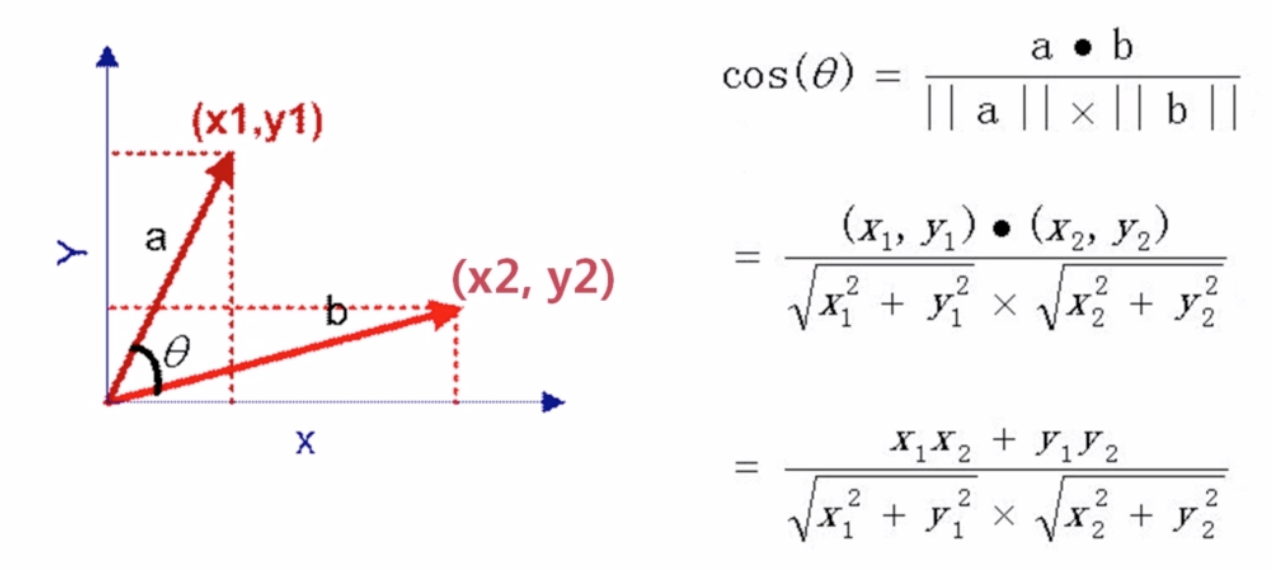 (x1,y1)
a
Y
(x2, y2)
b
θ
X
cos(θ) = a • b / || a || × || b ||
= (x₁, y₁) • (x₂, y₂) / √(x₁² + y₁²) × √(x₂² + y₂²)
= x₁x₂ + y₁y₂ / √(x₁² + y₁²) × √(x₂² + y₂²)